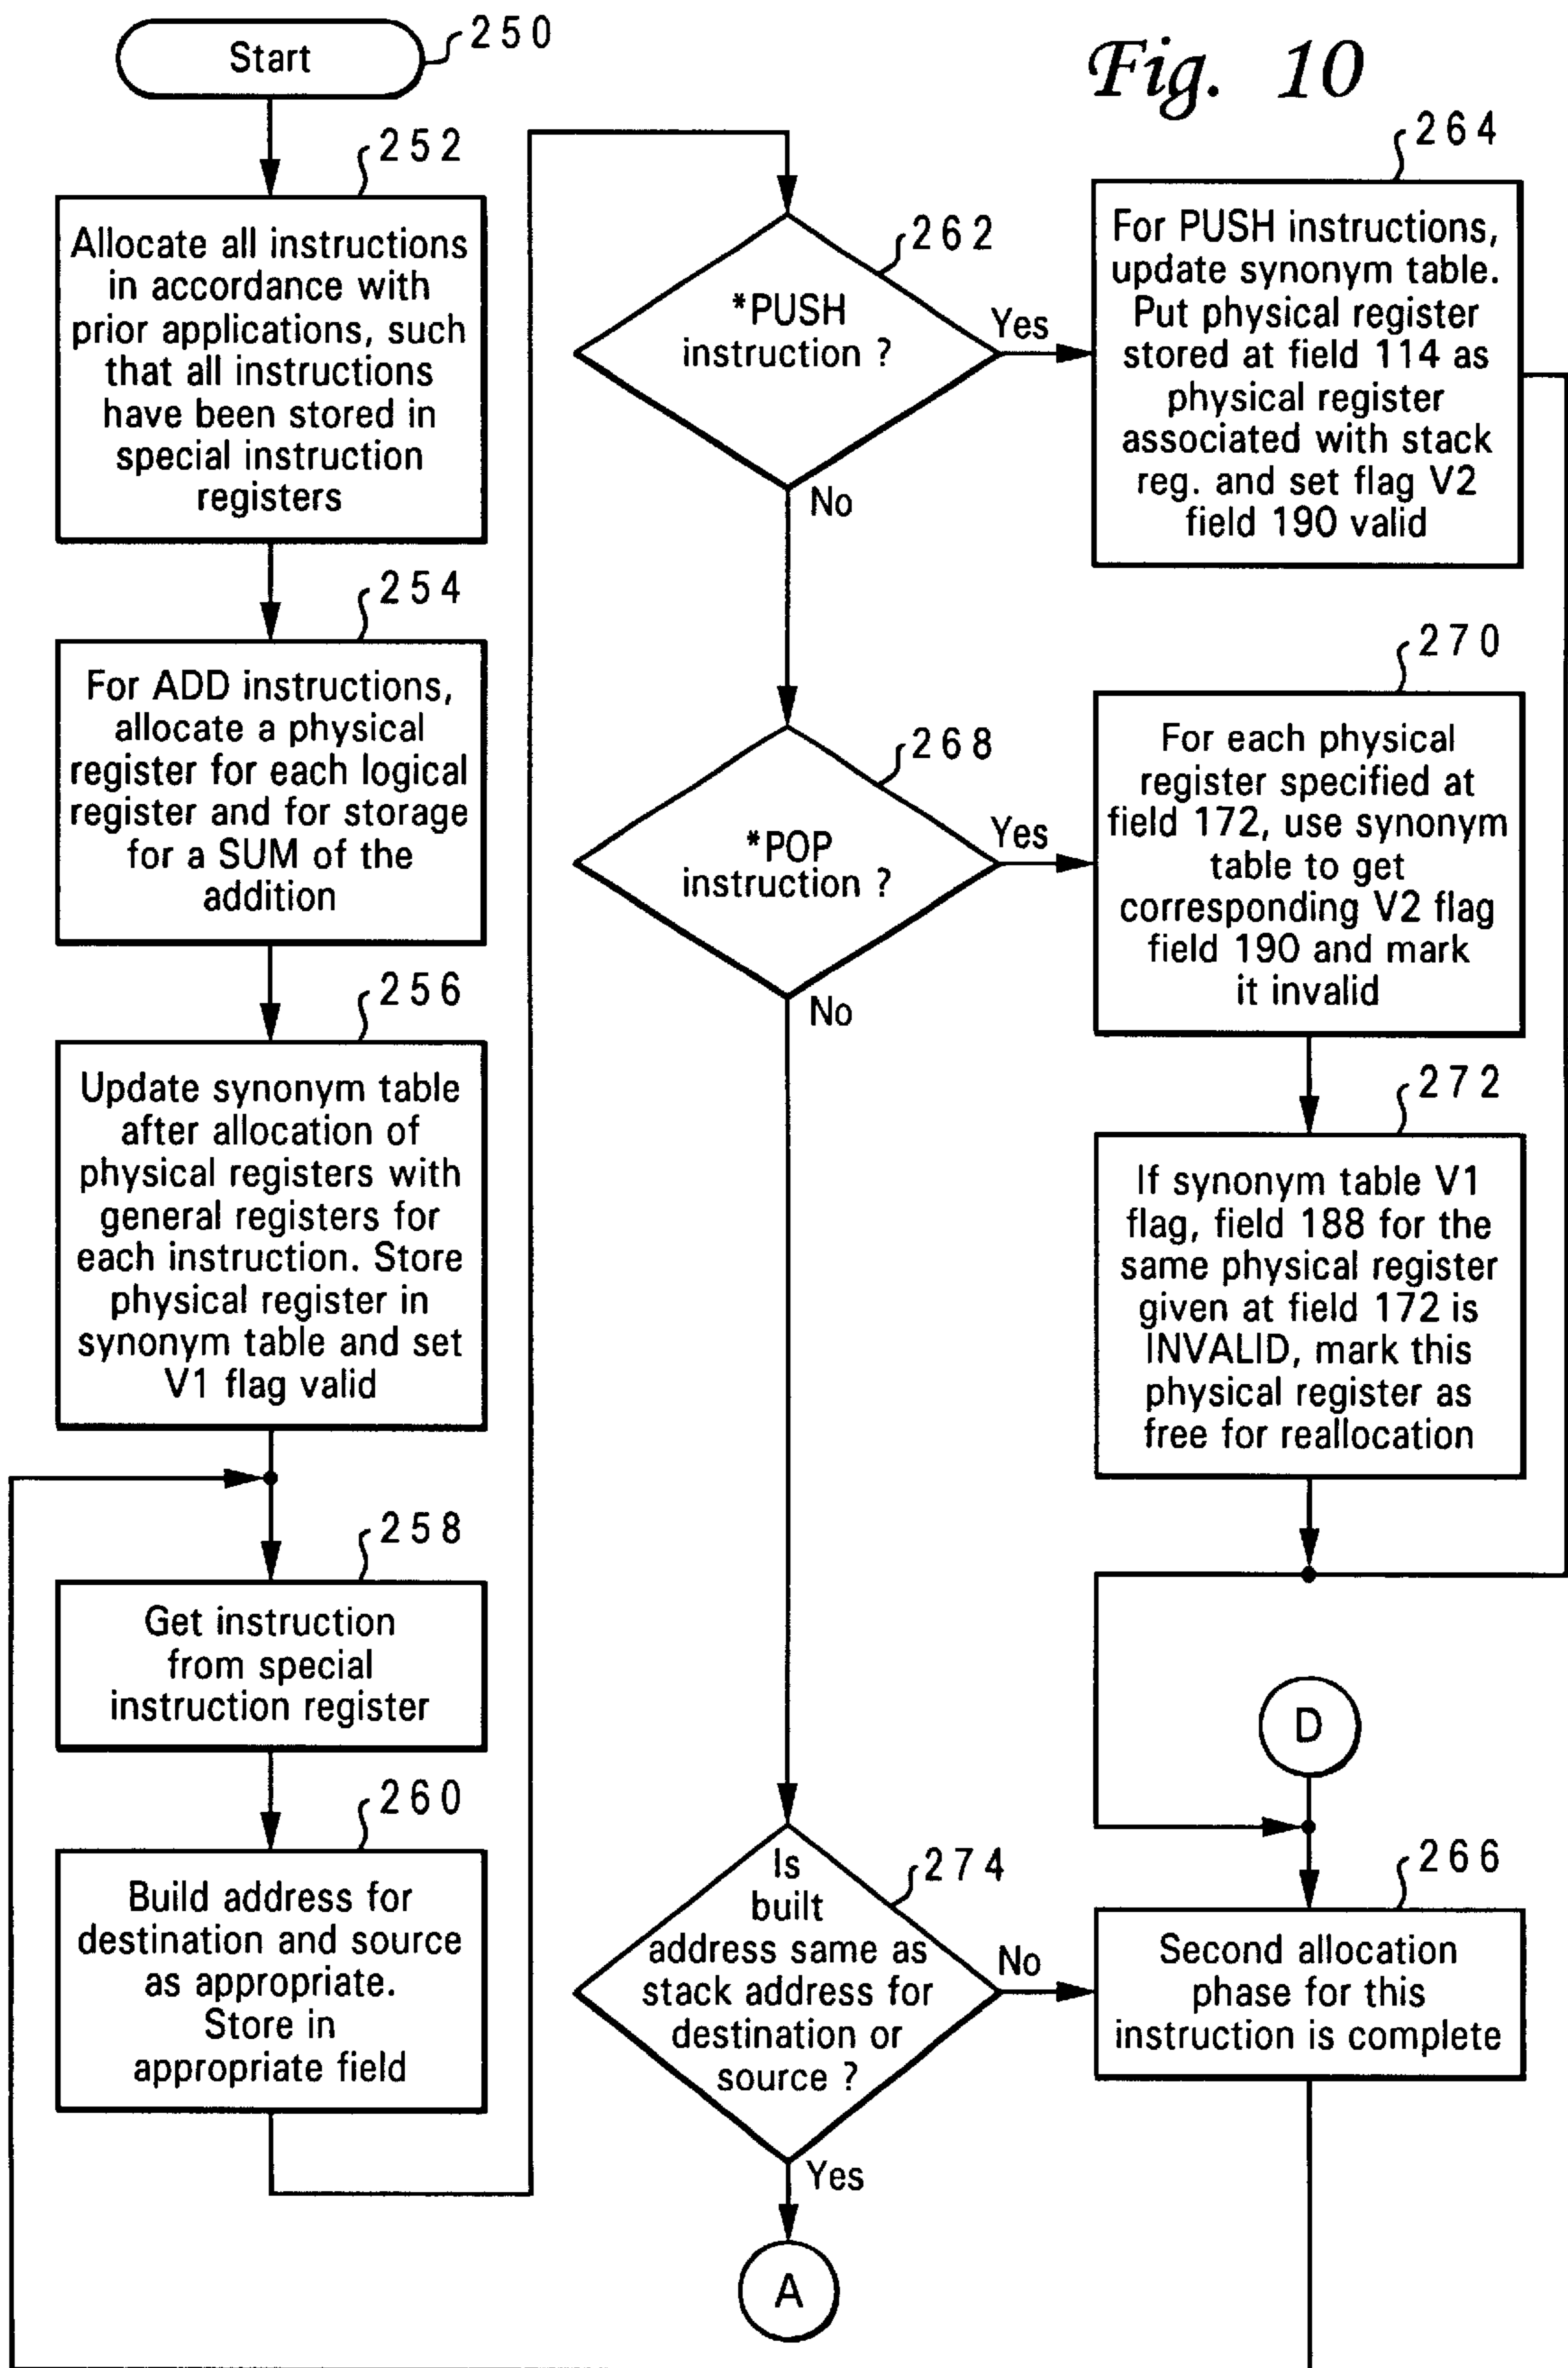 Fig. 10
Start
250
252
Allocate all instructions
in accordance with
prior applications, such
that all instructions
have been stored in
special instruction
registers
254
For ADD instructions,
allocate a physical
register for each logical
register and for storage
for a SUM of the
addition
256
Update synonym table
after allocation of
physical registers with
general registers for
each instruction. Store
physical register in
synonym table and set
V1 flag valid
258
Get instruction
from special
instruction register
260
Build address for
destination and source
as appropriate.
Store in
appropriate field
262
*PUSH
instruction ?
Yes
No
264
For PUSH instructions,
update synonym table.
Put physical register
stored at field 114 as
physical register
associated with stack
reg. and set flag V2
field 190 valid
268
*POP
instruction ?
Yes
No
270
For each physical
register specified at
field 172, use synonym
table to get
corresponding V2 flag
field 190 and mark
it invalid
272
If synonym table V1
flag, field 188 for the
same physical register
given at field 172 is
INVALID, mark this
physical register as
free for reallocation
274
Is
built
address same as
stack address for
destination or
source ?
No
Yes
A
D
266
Second allocation
phase for this
instruction is complete